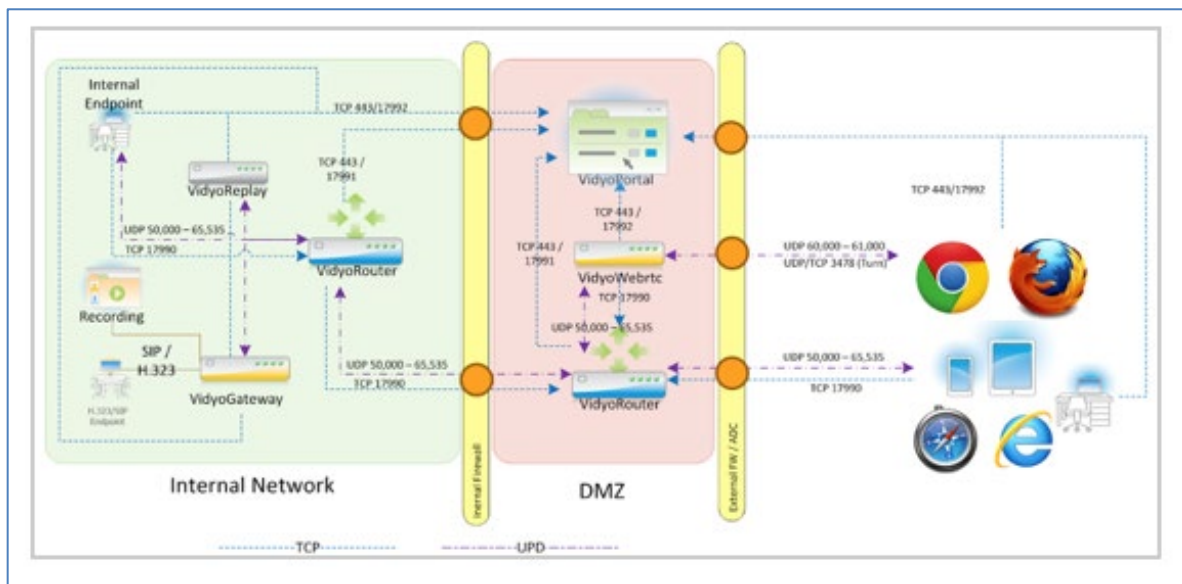 Internal
Endpoint
TCP 443/17992
TCP 443 /
17991
VidyoReplay
UDP 50,000 – 65,535
TCP 17990
VidyoRouter
Recording
SIP /
H.323
VidyoGateway
H.323/SIP
Endpoint
UDP 50,000 – 65,535
TCP 17990
Internal Network
Inernal Firewall
VidyoPortal
TCP 443 /
17992
TCP 443 /
17991
VidyoWebrtc
TCP 17990
UDP 50,000 – 65,535
VidyoRouter
DMZ
External FW / ADC
TCP 443/17992
UDP 60,000 – 61,000
UDP/TCP 3478 (Turn)
UDP 50,000 – 65,535
TCP 17990
TCP
UPD